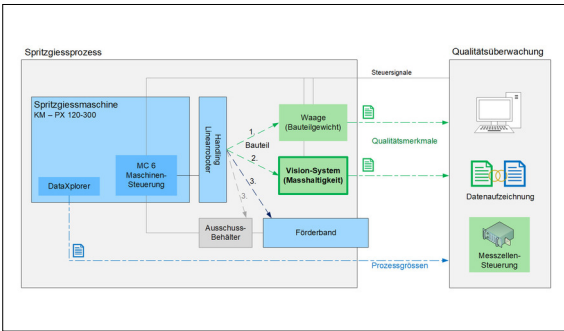 Spritzgiessprozess
Qualitätsüberwachung
Steuersignale
Spritzgiessmaschine
KM – PX 120-300
Handling
Linearroboter
Waage
(Bauteilgewicht)
1.
Bauteil
2.
Qualitätsmerkmale
MC 6
Maschinen-
Steuerung
DataXplorer
Vision-System
(Masshaltigkeit)
3.
3.
Datenaufzeichnung
Ausschuss-
Behälter
Förderband
Messzellen-
Steuerung
Prozessgrössen